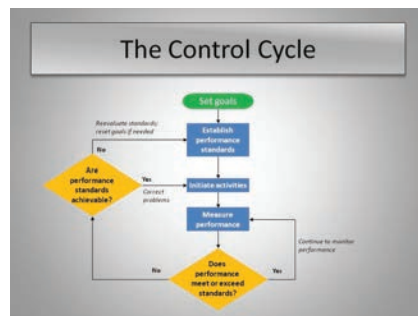 The Control Cycle
Set goals
Reevaluate standards;
reset goals if needed
Establish
performance
standards
No
Are
performance
standards
achievable?
Yes
Correct
problems
Initiate activities
Measure
performance
Continue to monitor
performance
No
Does
performance
meet or exceed
standards?
Yes